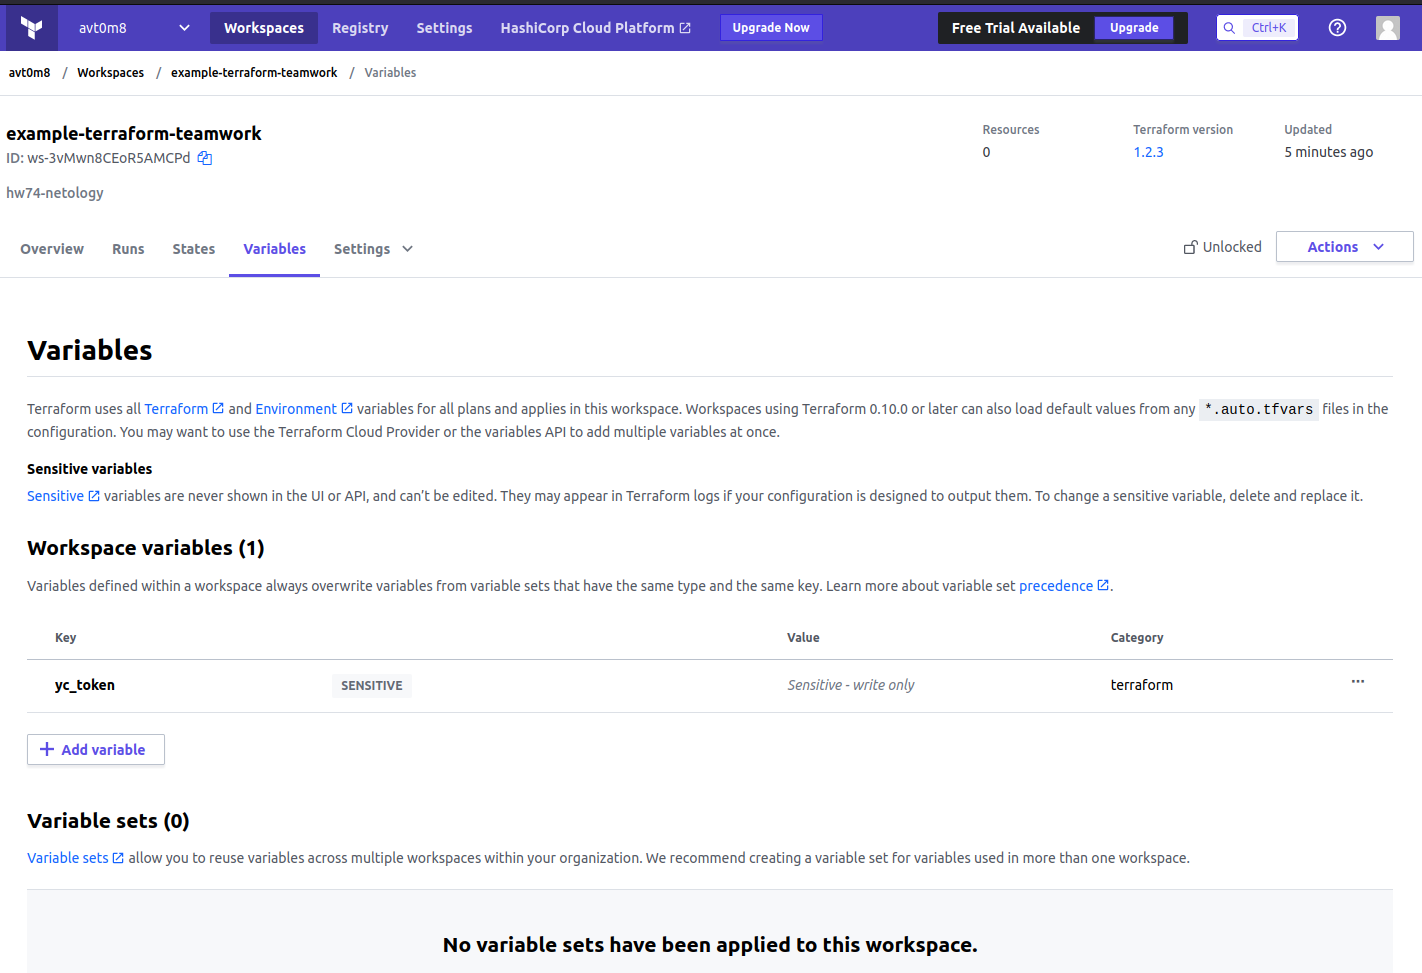 avt0m8 Workspaces Registry Settings HashiCorp Cloud Platform Upgrade Now Free Trial Available Upgrade Ctrl+K
avt0m8 / Workspaces / example-terraform-teamwork / Variables
example-terraform-teamwork
ID: ws-3vMwn8CEoR5AMCPd
hw74-netology
Resources
0
Terraform version
1.2.3
Updated
5 minutes ago
Overview Runs States Variables Settings
Unlocked Actions
Variables
Terraform uses all Terraform and Environment variables for all plans and applies in this workspace. Workspaces using Terraform 0.10.0 or later can also load default values from any *.auto.tfvars files in the
configuration. You may want to use the Terraform Cloud Provider or the variables API to add multiple variables at once.
Sensitive variables
Sensitive variables are never shown in the UI or API, and can’t be edited. They may appear in Terraform logs if your configuration is designed to output them. To change a sensitive variable, delete and replace it.
Workspace variables (1)
Variables defined within a workspace always overwrite variables from variable sets that have the same type and the same key. Learn more about variable set precedence.
Key Value Category
yc_token SENSITIVE Sensitive - write only terraform ...
+ Add variable
Variable sets (0)
Variable sets allow you to reuse variables across multiple workspaces within your organization. We recommend creating a variable set for variables used in more than one workspace.
No variable sets have been applied to this workspace.